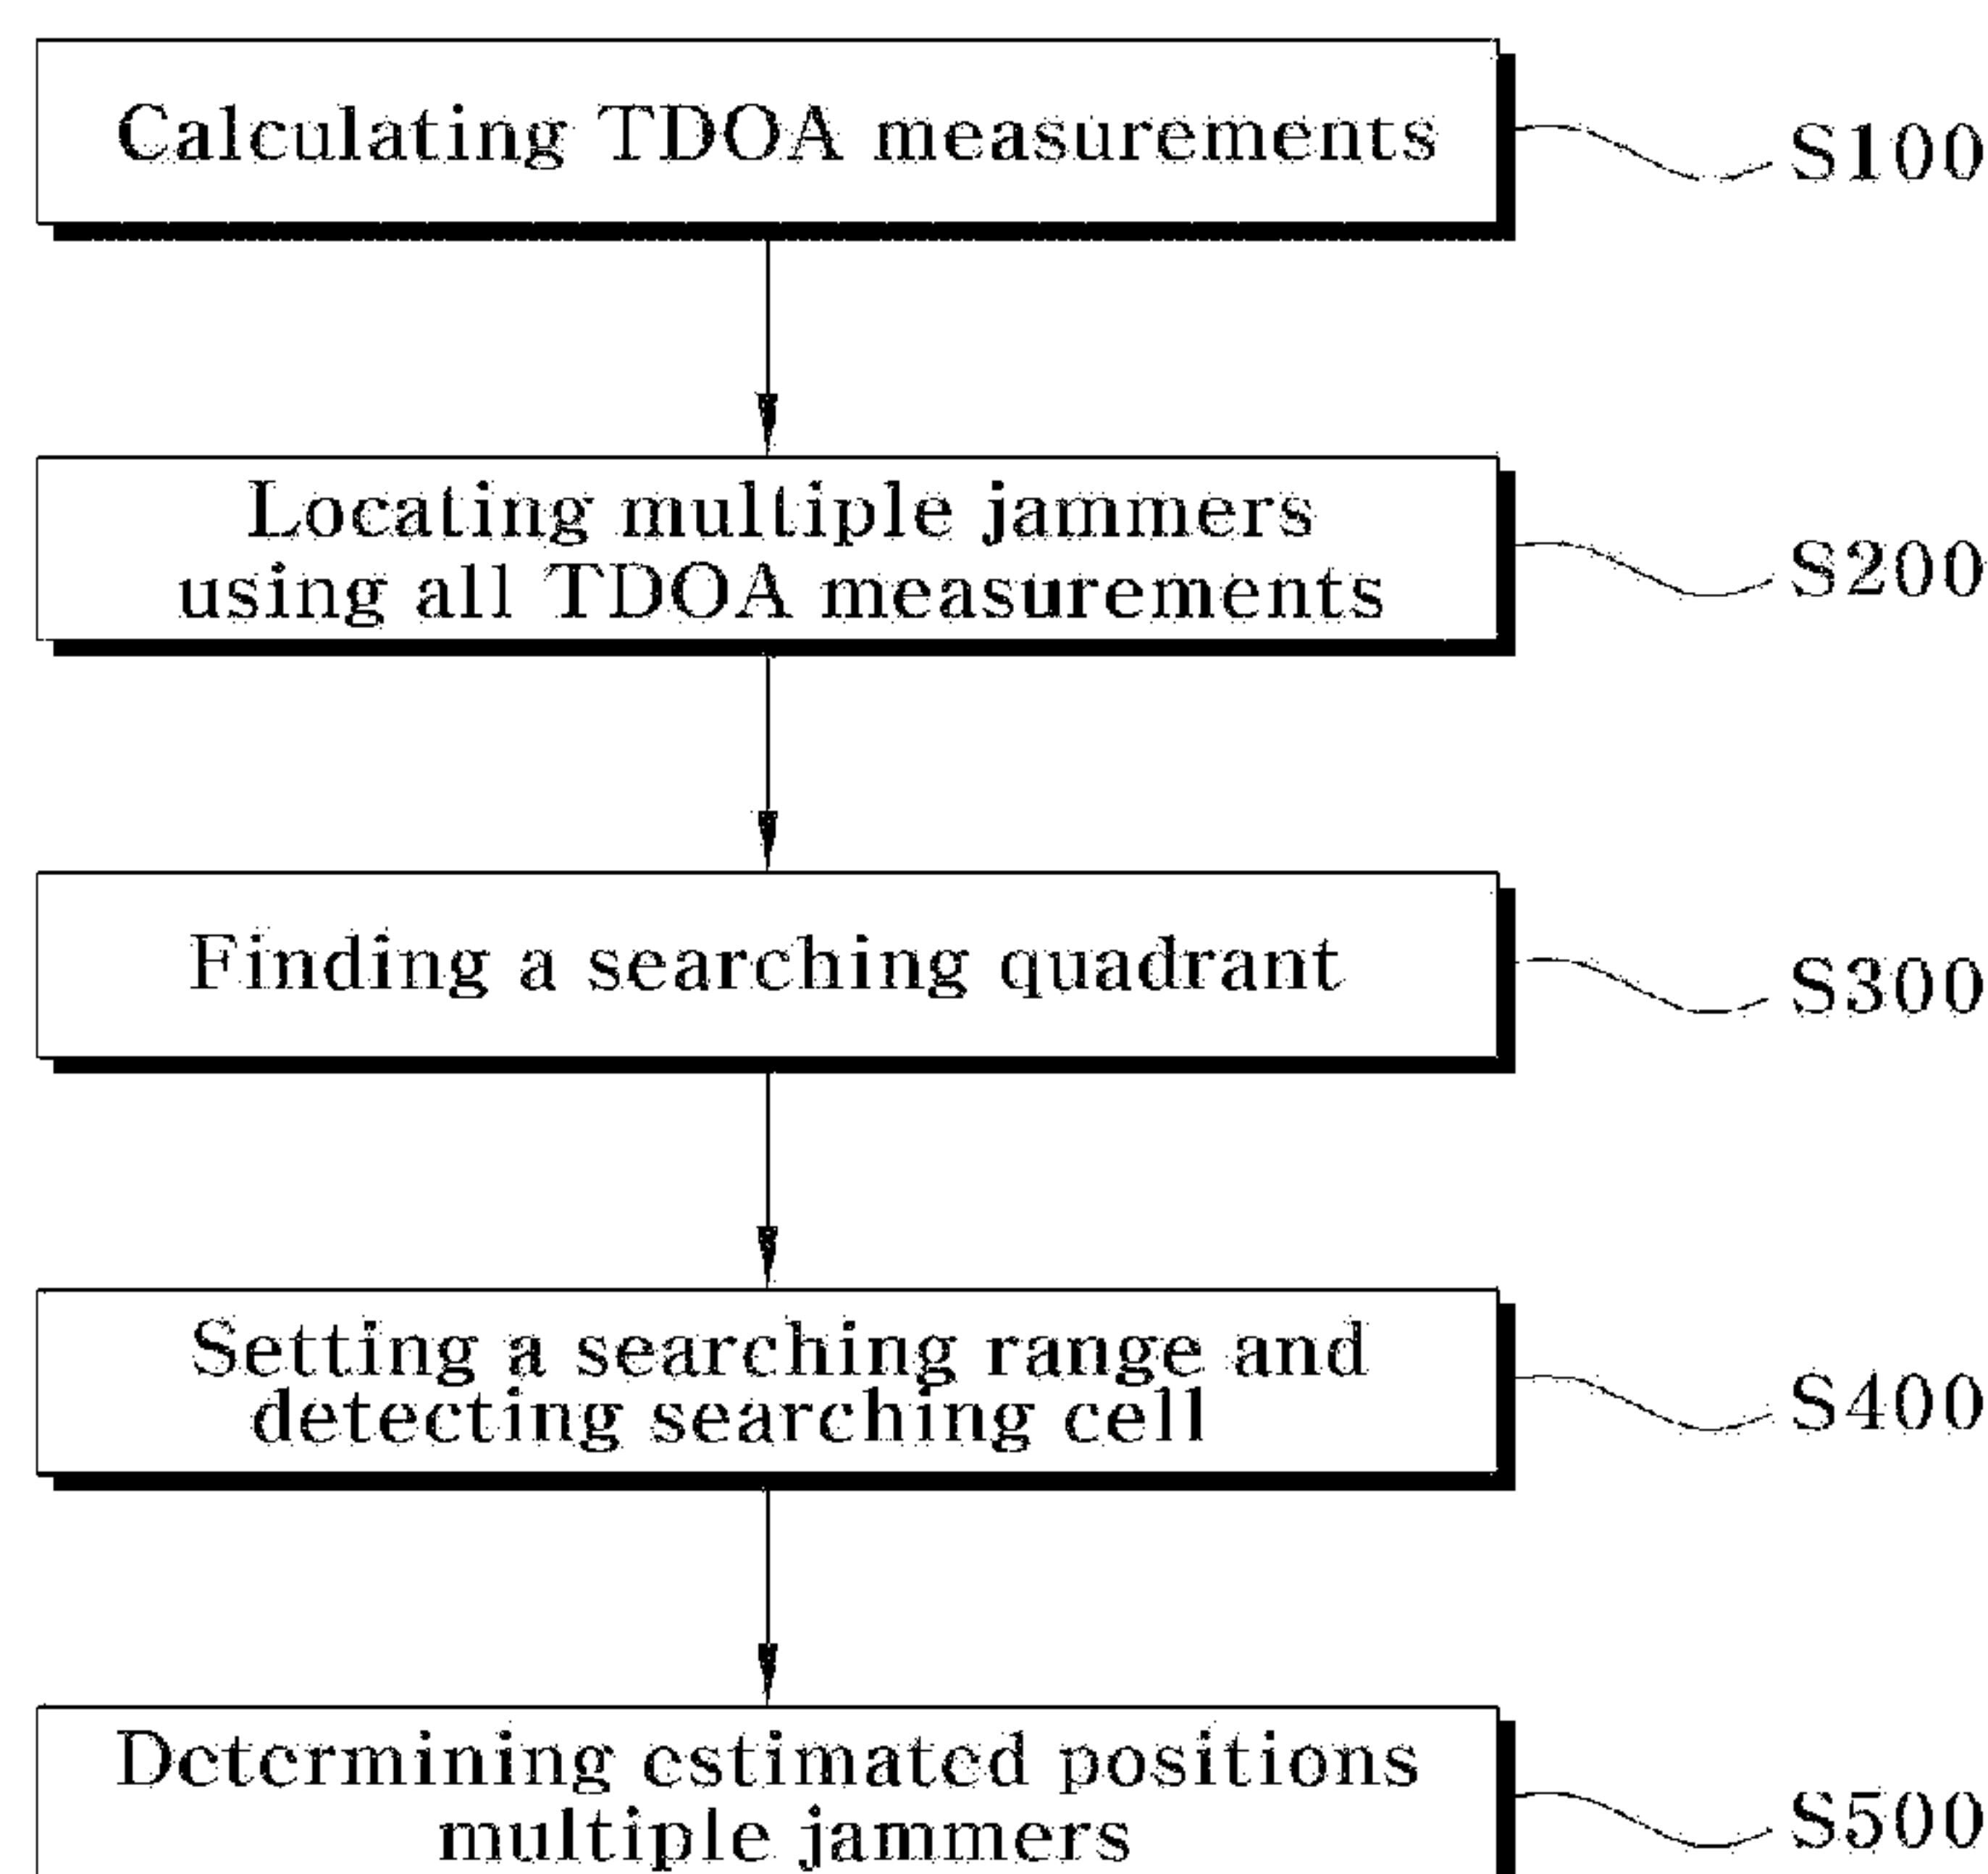 Calculating TDOA measurements
S100
Locating multiple jammers
using all TDOA measurements
S200
Finding a searching quadrant
S300
Setting a searching range and
detecting searching cell
S400
Determining estimated positions
multiple jammers
S500